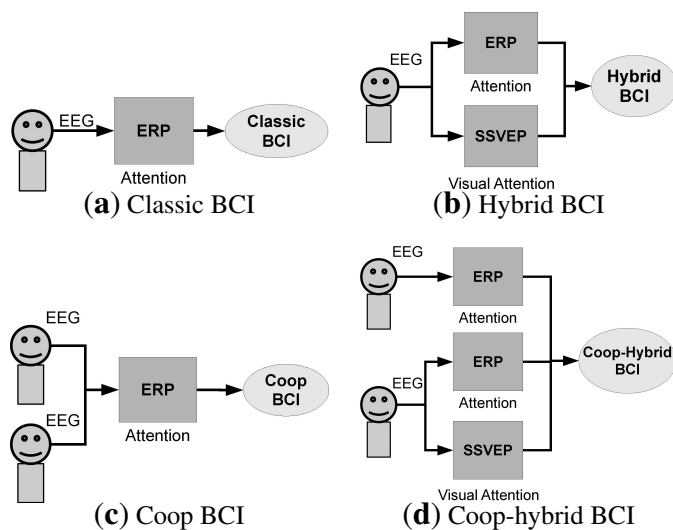 EEG
ERP
Attention
Classic
BCI
(a) Classic BCI
EEG
ERP
Attention
SSVEP
Visual Attention
Hybrid
BCI
(b) Hybrid BCI
EEG
EEG
ERP
Attention
Coop
BCI
(c) Coop BCI
EEG
ERP
Attention
EEG
ERP
Attention
SSVEP
Visual Attention
Coop-Hybrid
BCI
(d) Coop-hybrid BCI